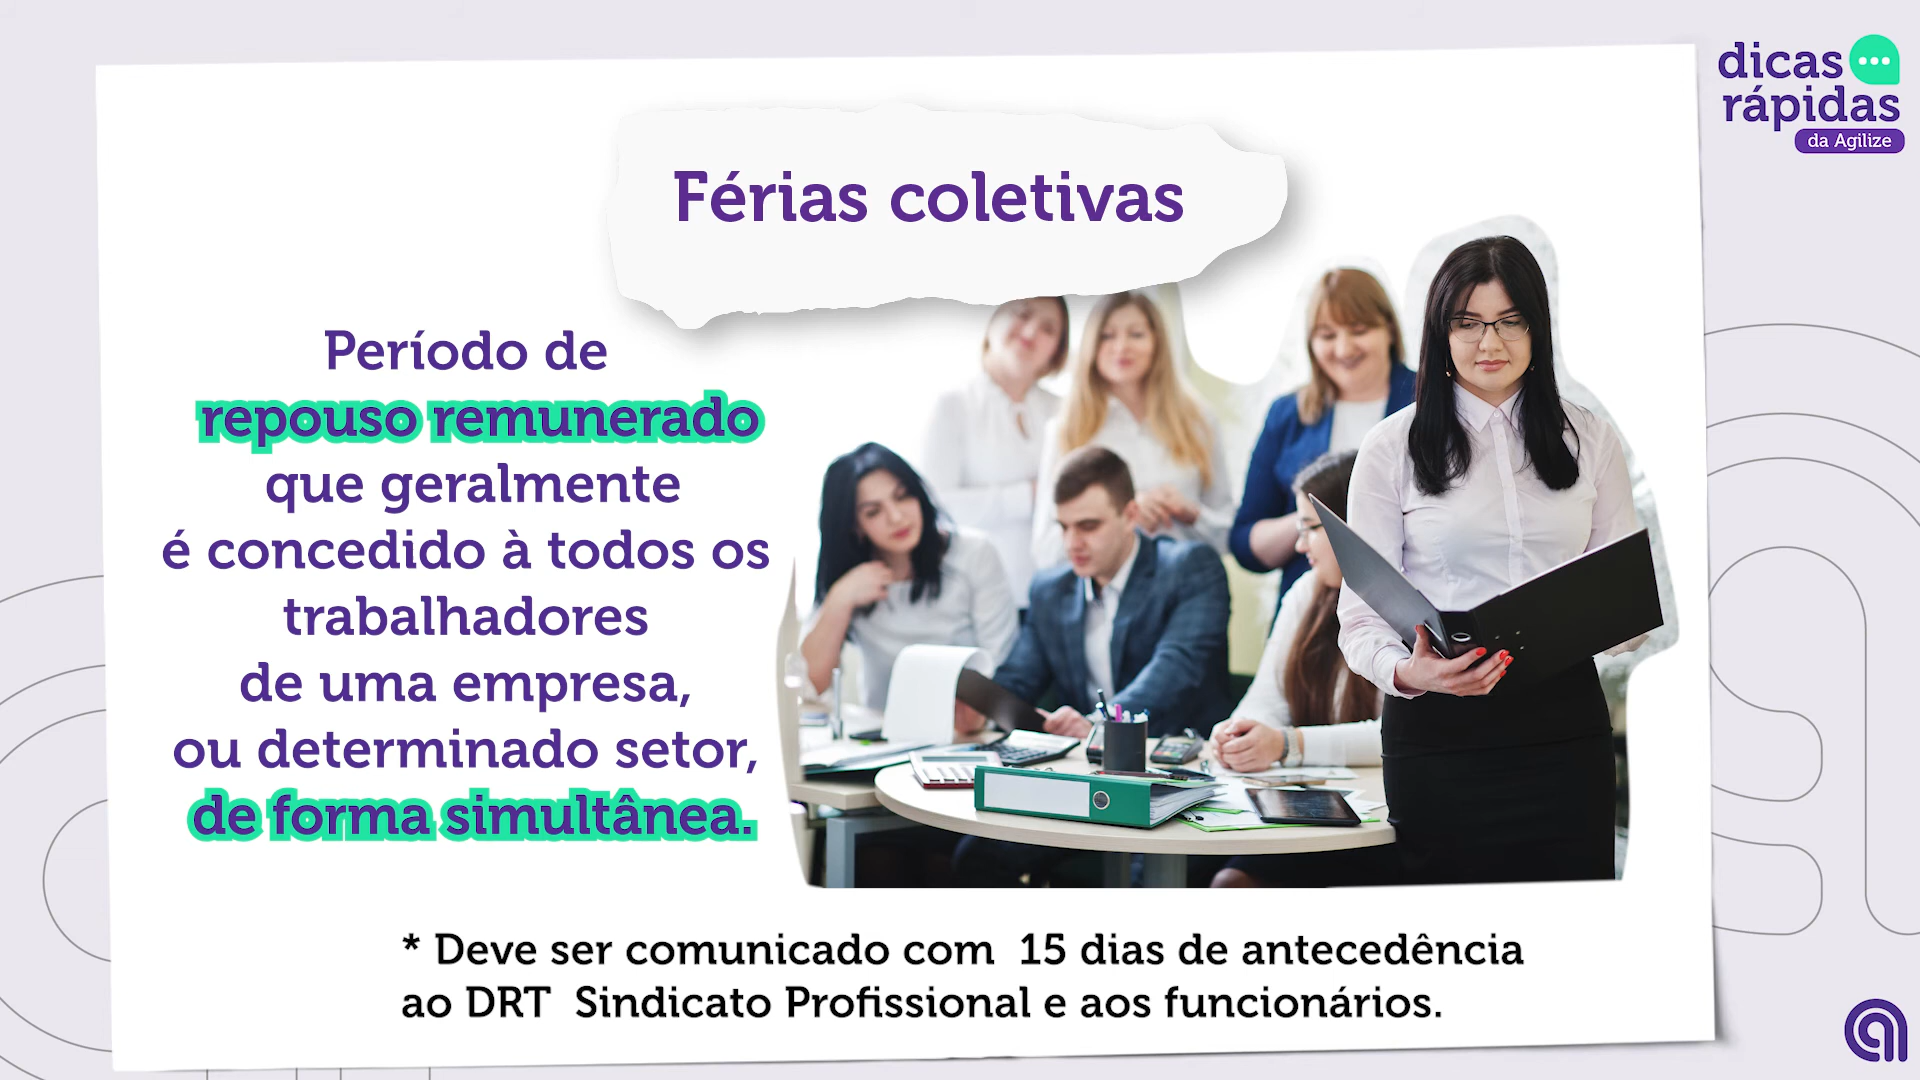 dicas
rápidas
da Agilize
Férias coletivas
Período de
repouso remunerado
que geralmente
é concedido à todos os
trabalhadores
de uma empresa,
ou determinado setor,
de forma simultânea.
* Deve ser comunicado com 15 dias de antecedência
ao DRT Sindicato Profissional e aos funcionários.